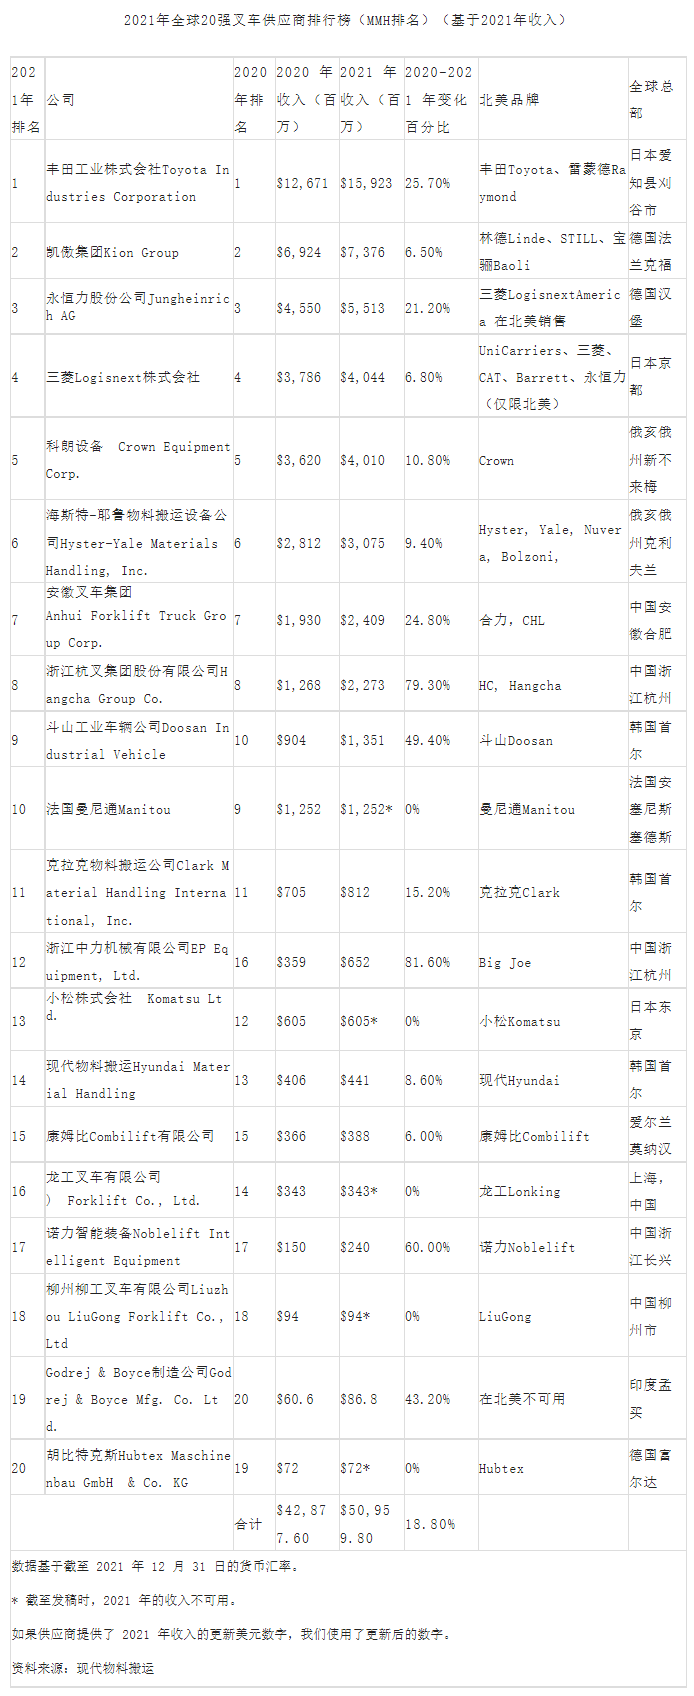 2021年全球20强叉车供应商排行榜（MMH排名）（基于2021年收入）
202
1年
排名
公司
2020
年排
名
2020 年
收入（百
万）
2021 年
收入（百
万）
2020-202
1 年变化
百分比
北美品牌
全球总
部
1
丰田工业株式会社Toyota In
dustries Corporation
1
$12,671
$15,923
25.70%
丰田Toyota、雷蒙德Ra
ymond
日本爱
知县刈
谷市
2
凯傲集团Kion Group
2
$6,924
$7,376
6.50%
林德Linde、STILL、宝
骊Baoli
德国法
兰克福
3
永恒力股份公司Jungheinric
h AG
3
$4,550
$5,513
21.20%
三菱LogisnextAmeric
a 在北美销售
德国汉
堡
4
三菱Logisnext株式会社
4
$3,786
$4,044
6.80%
UniCarriers、三菱、
CAT、Barrett、永恒力
（仅限北美）
日本京
都
5
科朗设备　Crown Equipment
Corp.
5
$3,620
$4,010
10.80%
Crown
俄亥俄
州新不
来梅
6
海斯特-耶鲁物料搬运设备公
司Hyster-Yale Materials
Handling, Inc.
6
$2,812
$3,075
9.40%
Hyster, Yale, Nuver
a, Bolzoni,
俄亥俄
州克利
夫兰
7
安徽叉车集团
Anhui Forklift Truck Gro
up Corp.
7
$1,930
$2,409
24.80%
合力，CHL
中国安
徽合肥
8
浙江杭叉集团股份有限公司H
angcha Group Co.
8
$1,268
$2,273
79.30%
HC, Hangcha
中国浙
江杭州
9
斗山工业车辆公司Doosan In
dustrial Vehicle
10
$904
$1,351
49.40%
斗山Doosan
韩国首
尔
10
法国曼尼通Manitou
9
$1,252
$1,252*
0%
曼尼通Manitou
法国安
塞尼斯
塞德斯
11
克拉克物料搬运公司Clark M
aterial Handling Interna
tional, Inc.
11
$705
$812
15.20%
克拉克Clark
韩国首
尔
12
浙江中力机械有限公司EP Eq
uipment, Ltd.
16
$359
$652
81.60%
Big Joe
中国浙
江杭州
13
小松株式会社　Komatsu Lt
d.
12
$605
$605*
0%
小松Komatsu
日本东
京
14
现代物料搬运Hyundai Mater
ial Handling
13
$406
$441
8.60%
现代Hyundai
韩国首
尔
15
康姆比Combilift有限公司
15
$366
$388
6.00%
康姆比Combilift
爱尔兰
莫纳汉
16
龙工叉车有限公司
） Forklift Co., Ltd.
14
$343
$343*
0%
龙工Lonking
上海，
中国
17
诺力智能装备Noblelift Int
elligent Equipment
17
$150
$240
60.00%
诺力Noblelift
中国浙
江长兴
18
柳州柳工叉车有限公司Liuzh
ou LiuGong Forklift Co.,
Ltd
18
$94
$94*
0%
LiuGong
中国柳
州市
19
Godrej & Boyce制造公司God
rej & Boyce Mfg. Co. Lt
d.
20
$60.6
$86.8
43.20%
在北美不可用
印度孟
买
20
胡比特克斯Hubtex Maschine
nbau GmbH　& Co. KG
19
$72
$72*
0%
Hubtex
德国富
尔达
合计
$42,87
7.60
$50,95
9.80
18.80%
数据基于截至 2021 年 12 月 31 日的货币汇率。
* 截至发稿时，2021 年的收入不可用。
如果供应商提供了 2021 年收入的更新美元数字，我们使用了更新后的数字。
资料来源：现代物料搬运